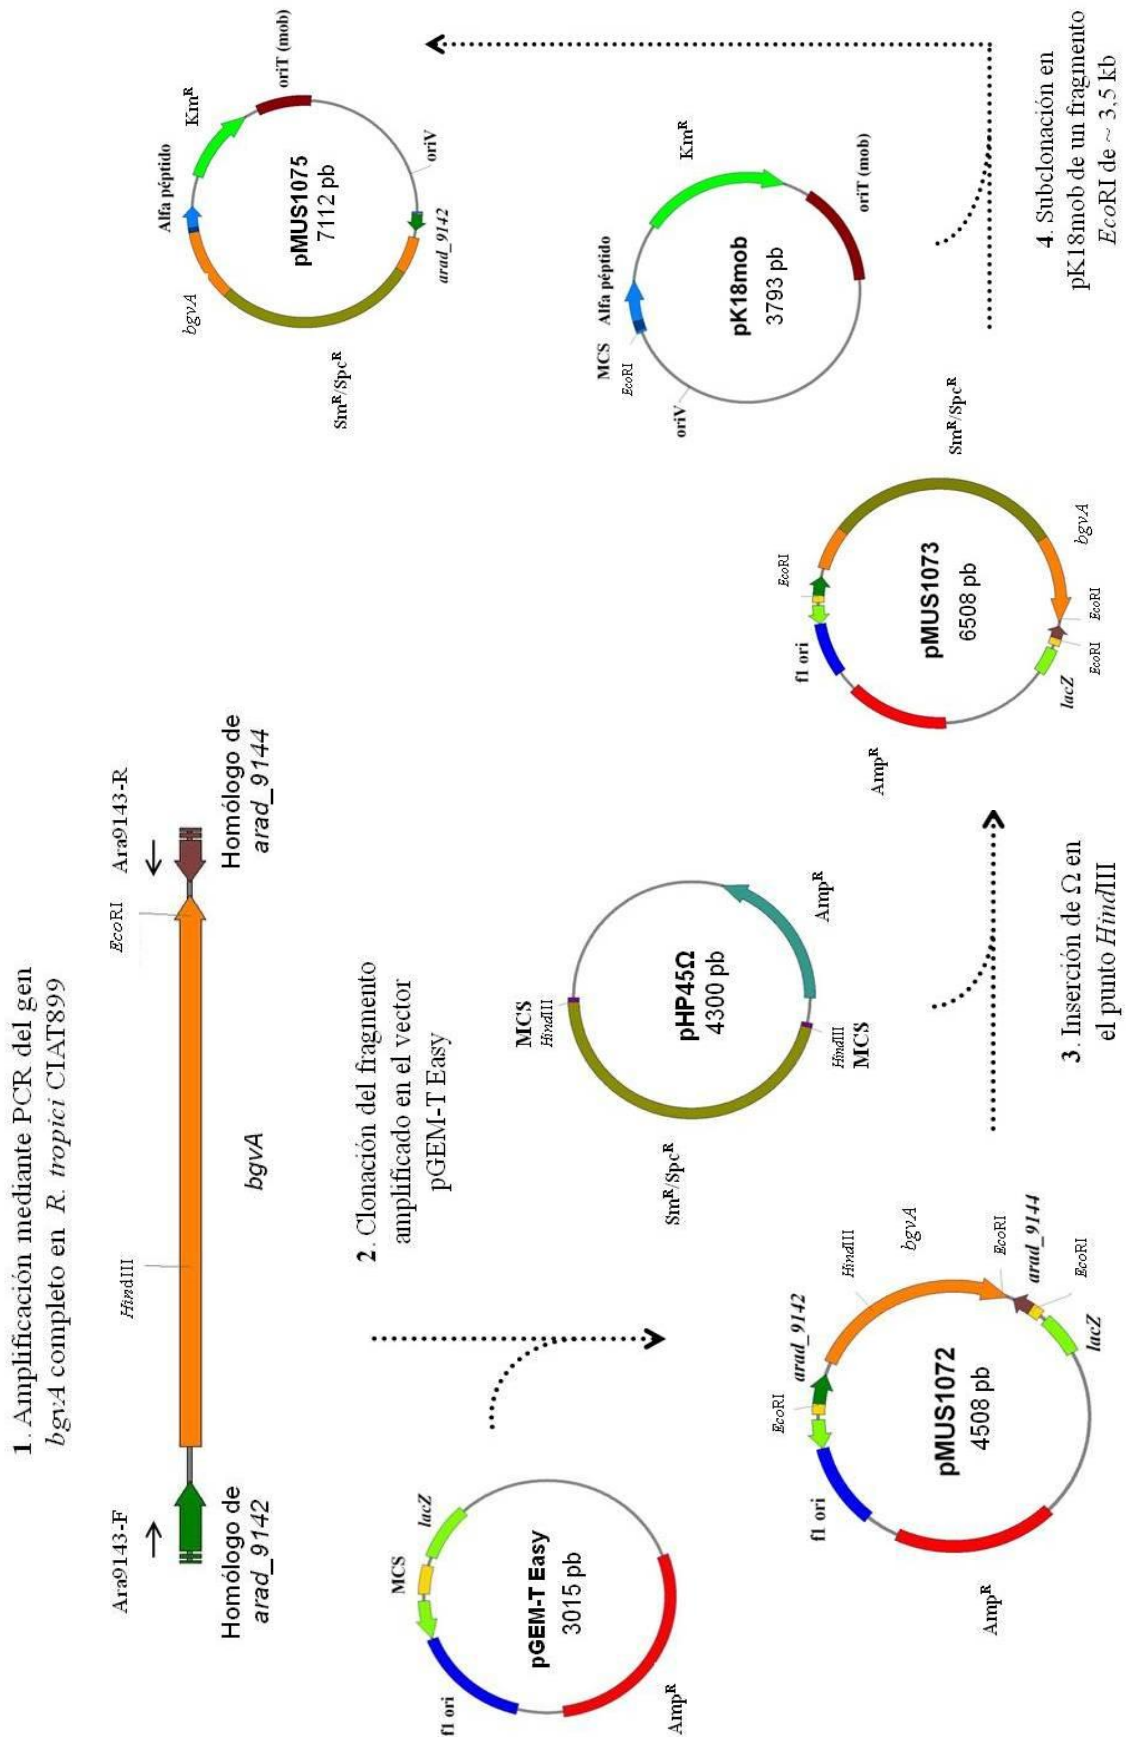 1. Amplificación mediante PCR del gen
bgvA completo en R. tropici CIAT899
Ara9143-F
HindIII
EcoRI
Ara9143-R
Homólogo de
arad_9142
bgvA
Homólogo de
arad_9144
2. Clonación del fragmento
amplificado en el vector
pGEM-T Easy
MCS
lacZ
f1 ori
pGEM-T Easy
3015 pb
AmpR
MCS
HindIII
pHP45Ω
4300 pb
SmR/SpcR
AmpR
HindIII
MCS
EcoRI
arad_9142
HindIII
bgvA
f1 ori
pMUS1072
4508 pb
EcoRI
arad_9144
EcoRI
lacZ
AmpR
3. Inserción de Ω en
el punto HindIII
EcoRI
f1 ori
SmR/SpcR
pMUS1073
6508 pb
AmpR
bgvA
EcoRI
EcoRI
lacZ
MCS
Alfa péptido
EcoRI
KmR
oriV
pK18mob
3793 pb
oriT (mob)
4. Subclonación en
pK18mob de un fragmento
EcoRI de ~ 3,5 kb
Alfa péptido
KmR
bgvA
oriT (mob)
pMUS1075
7112 pb
SmR/SpcR
oriV
arad_9142